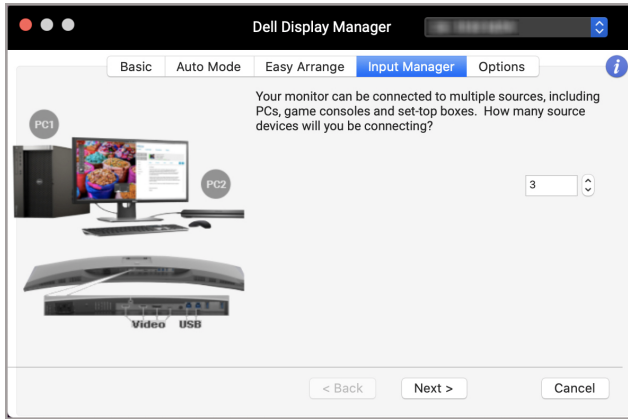 Dell Display Manager
Basic
Auto Mode
Easy Arrange
Input Manager
Options
i
Your monitor can be connected to multiple sources, including
PCs, game consoles and set-top boxes. How many source
devices will you be connecting?
PC1
PC2
3
Video USB
< Back
Next >
Cancel